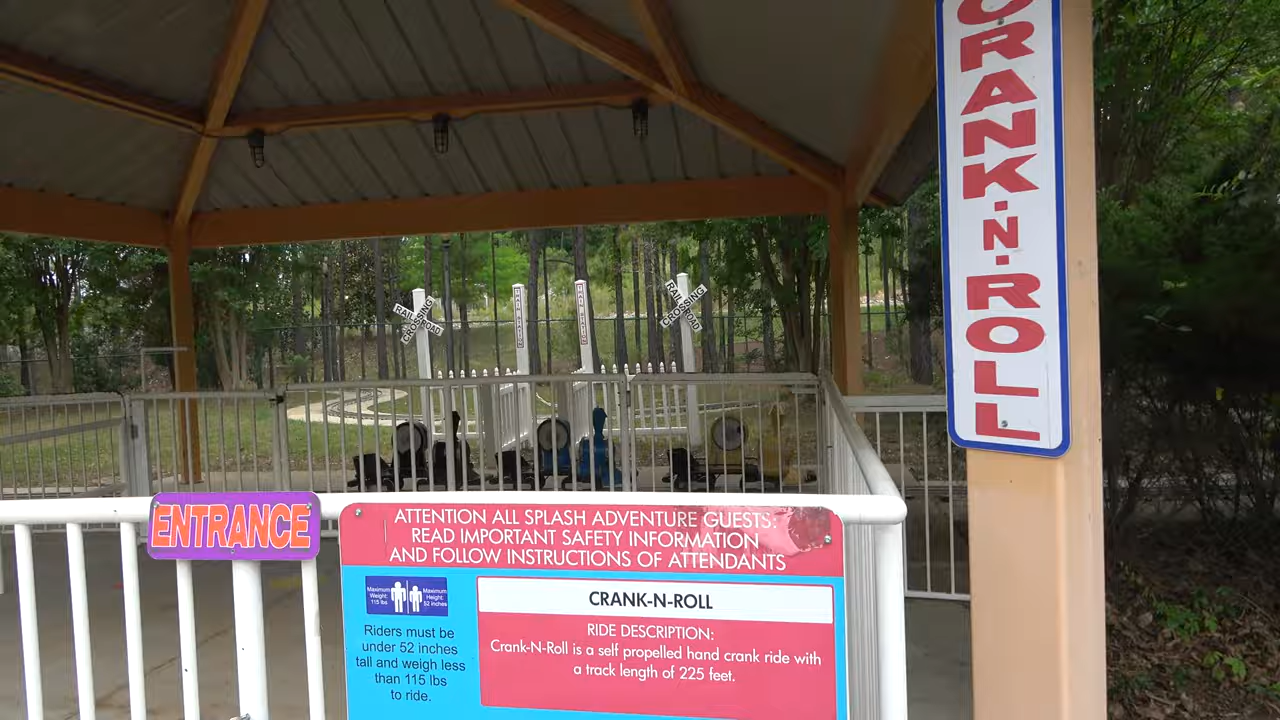 CRANK-N-ROLL
RAILROAD
CROSSING
RAILROAD
CROSSING
ENTRANCE
ATTENTION ALL SPLASH ADVENTURE GUESTS:
READ IMPORTANT SAFETY INFORMATION
AND FOLLOW INSTRUCTIONS OF ATTENDANTS
Maximum
Weight:
115 lbs
Maximum
Height:
52 inches
Riders must be
under 52 inches
tall and weigh less
than 115 lbs
to ride.
CRANK-N-ROLL
RIDE DESCRIPTION:
Crank-N-Roll is a self propelled hand crank ride with
a track length of 225 feet.